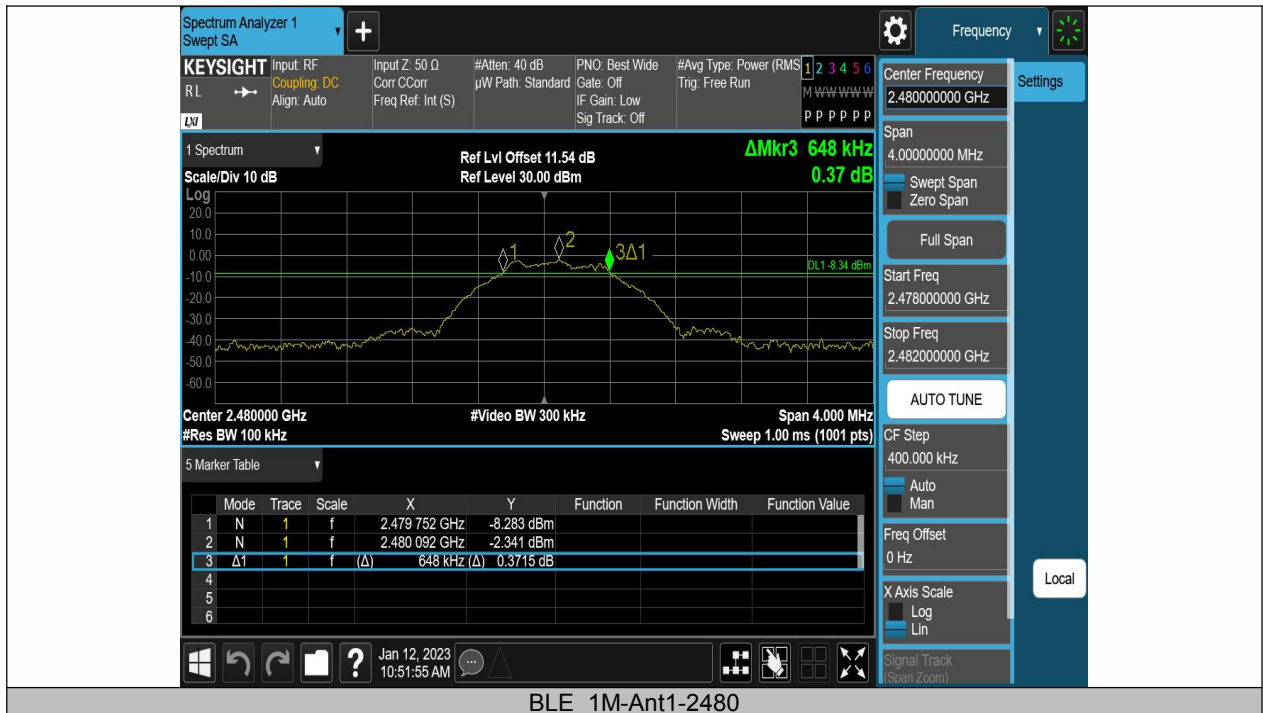 Spectrum Analyzer 1
Swept SA
+
Frequency
KEYSIGHT Input: RF Input Z: 50 Ω #Atten: 40 dB PNO: Best Wide #Avg Type: Power (RMS 1 2 3 4 5 6
RL Coupling: DC Corr CCorr µW Path: Standard Gate: Off Trig: Free Run M W W W W W
Align: Auto Freq Ref: Int (S) IF Gain: Low
LXI Sig Track: Off P P P P P P
1 Spectrum
Scale/Div 10 dB
Ref Lvl Offset 11.54 dB
Ref Level 30.00 dBm
ΔMkr3 648 kHz
0.37 dB
Log
20.0
10.0
0.00
-10.0
-20.0
-30.0
-40.0
-50.0
-60.0
1
2
3Δ1
DL1 -8.34 dBm
Center 2.480000 GHz #Video BW 300 kHz Span 4.000 MHz
#Res BW 100 kHz Sweep 1.00 ms (1001 pts)
5 Marker Table
Mode Trace Scale X Y Function Function Width Function Value
1 N 1 f 2.479 752 GHz -8.283 dBm
2 N 1 f 2.480 092 GHz -2.341 dBm
3 Δ1 1 f (Δ) 648 kHz (Δ) 0.3715 dB
4
5
6
?
Jan 12, 2023
10:51:55 AM
Center Frequency
2.480000000 GHz
Settings
Span
4.00000000 MHz
Swept Span
Zero Span
Full Span
Start Freq
2.478000000 GHz
Stop Freq
2.482000000 GHz
AUTO TUNE
CF Step
400.000 kHz
Auto
Man
Freq Offset
0 Hz
Local
X Axis Scale
Log
Lin
Signal Track
(Span Zoom)
BLE_1M-Ant1-2480